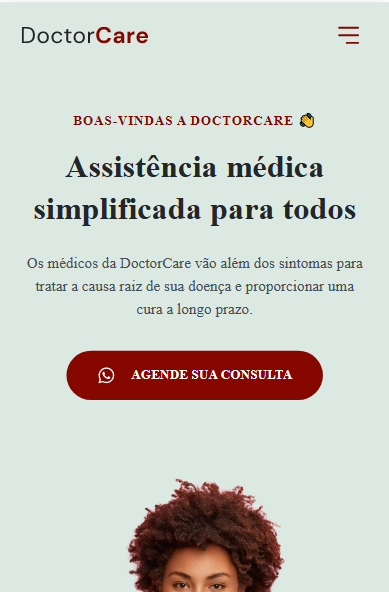 DoctorCare
BOAS-VINDAS A DOCTORCARE 👋
Assistência médica
simplificada para todos
Os médicos da DoctorCare vão além dos sintomas para
tratar a causa raiz de sua doença e proporcionar uma
cura a longo prazo.
AGENDE SUA CONSULTA